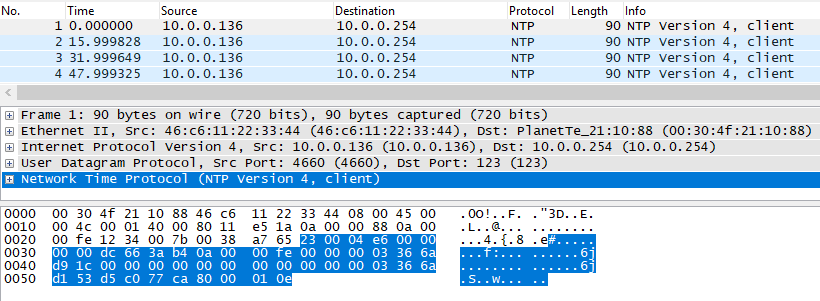 No. Time Source Destination Protocol Length Info
1 0.000000 10.0.0.136 10.0.0.254 NTP 90 NTP Version 4, client
2 15.999828 10.0.0.136 10.0.0.254 NTP 90 NTP Version 4, client
3 31.999649 10.0.0.136 10.0.0.254 NTP 90 NTP Version 4, client
4 47.999325 10.0.0.136 10.0.0.254 NTP 90 NTP Version 4, client
Frame 1: 90 bytes on wire (720 bits), 90 bytes captured (720 bits)
Ethernet II, Src: 46:c6:11:22:33:44 (46:c6:11:22:33:44), Dst: PlanetTe_21:10:88 (00:30:4f:21:10:88)
Internet Protocol Version 4, Src: 10.0.0.136 (10.0.0.136), Dst: 10.0.0.254 (10.0.0.254)
User Datagram Protocol, Src Port: 4660 (4660), Dst Port: 123 (123)
Network Time Protocol (NTP Version 4, client)
0000 00 30 4f 21 10 88 46 c6 11 22 33 44 08 00 45 00 .0O!..F. ."3D..E.
0010 00 4c 00 01 40 00 80 11 e5 1a 0a 00 00 88 0a 00 .L..@... ........
0020 00 fe 12 34 00 7b 00 38 a7 65 23 00 04 e6 00 00 ...4.{.8 .e#.....
0030 00 00 dc 66 3a b4 0a 00 00 fe 00 00 00 03 36 6a ...f:... ......6j
0040 d9 1c 00 00 00 00 00 00 00 00 00 00 00 03 36 6a ........ ......6j
0050 d1 53 d5 c0 77 ca 80 00 01 0e .S..w... ..